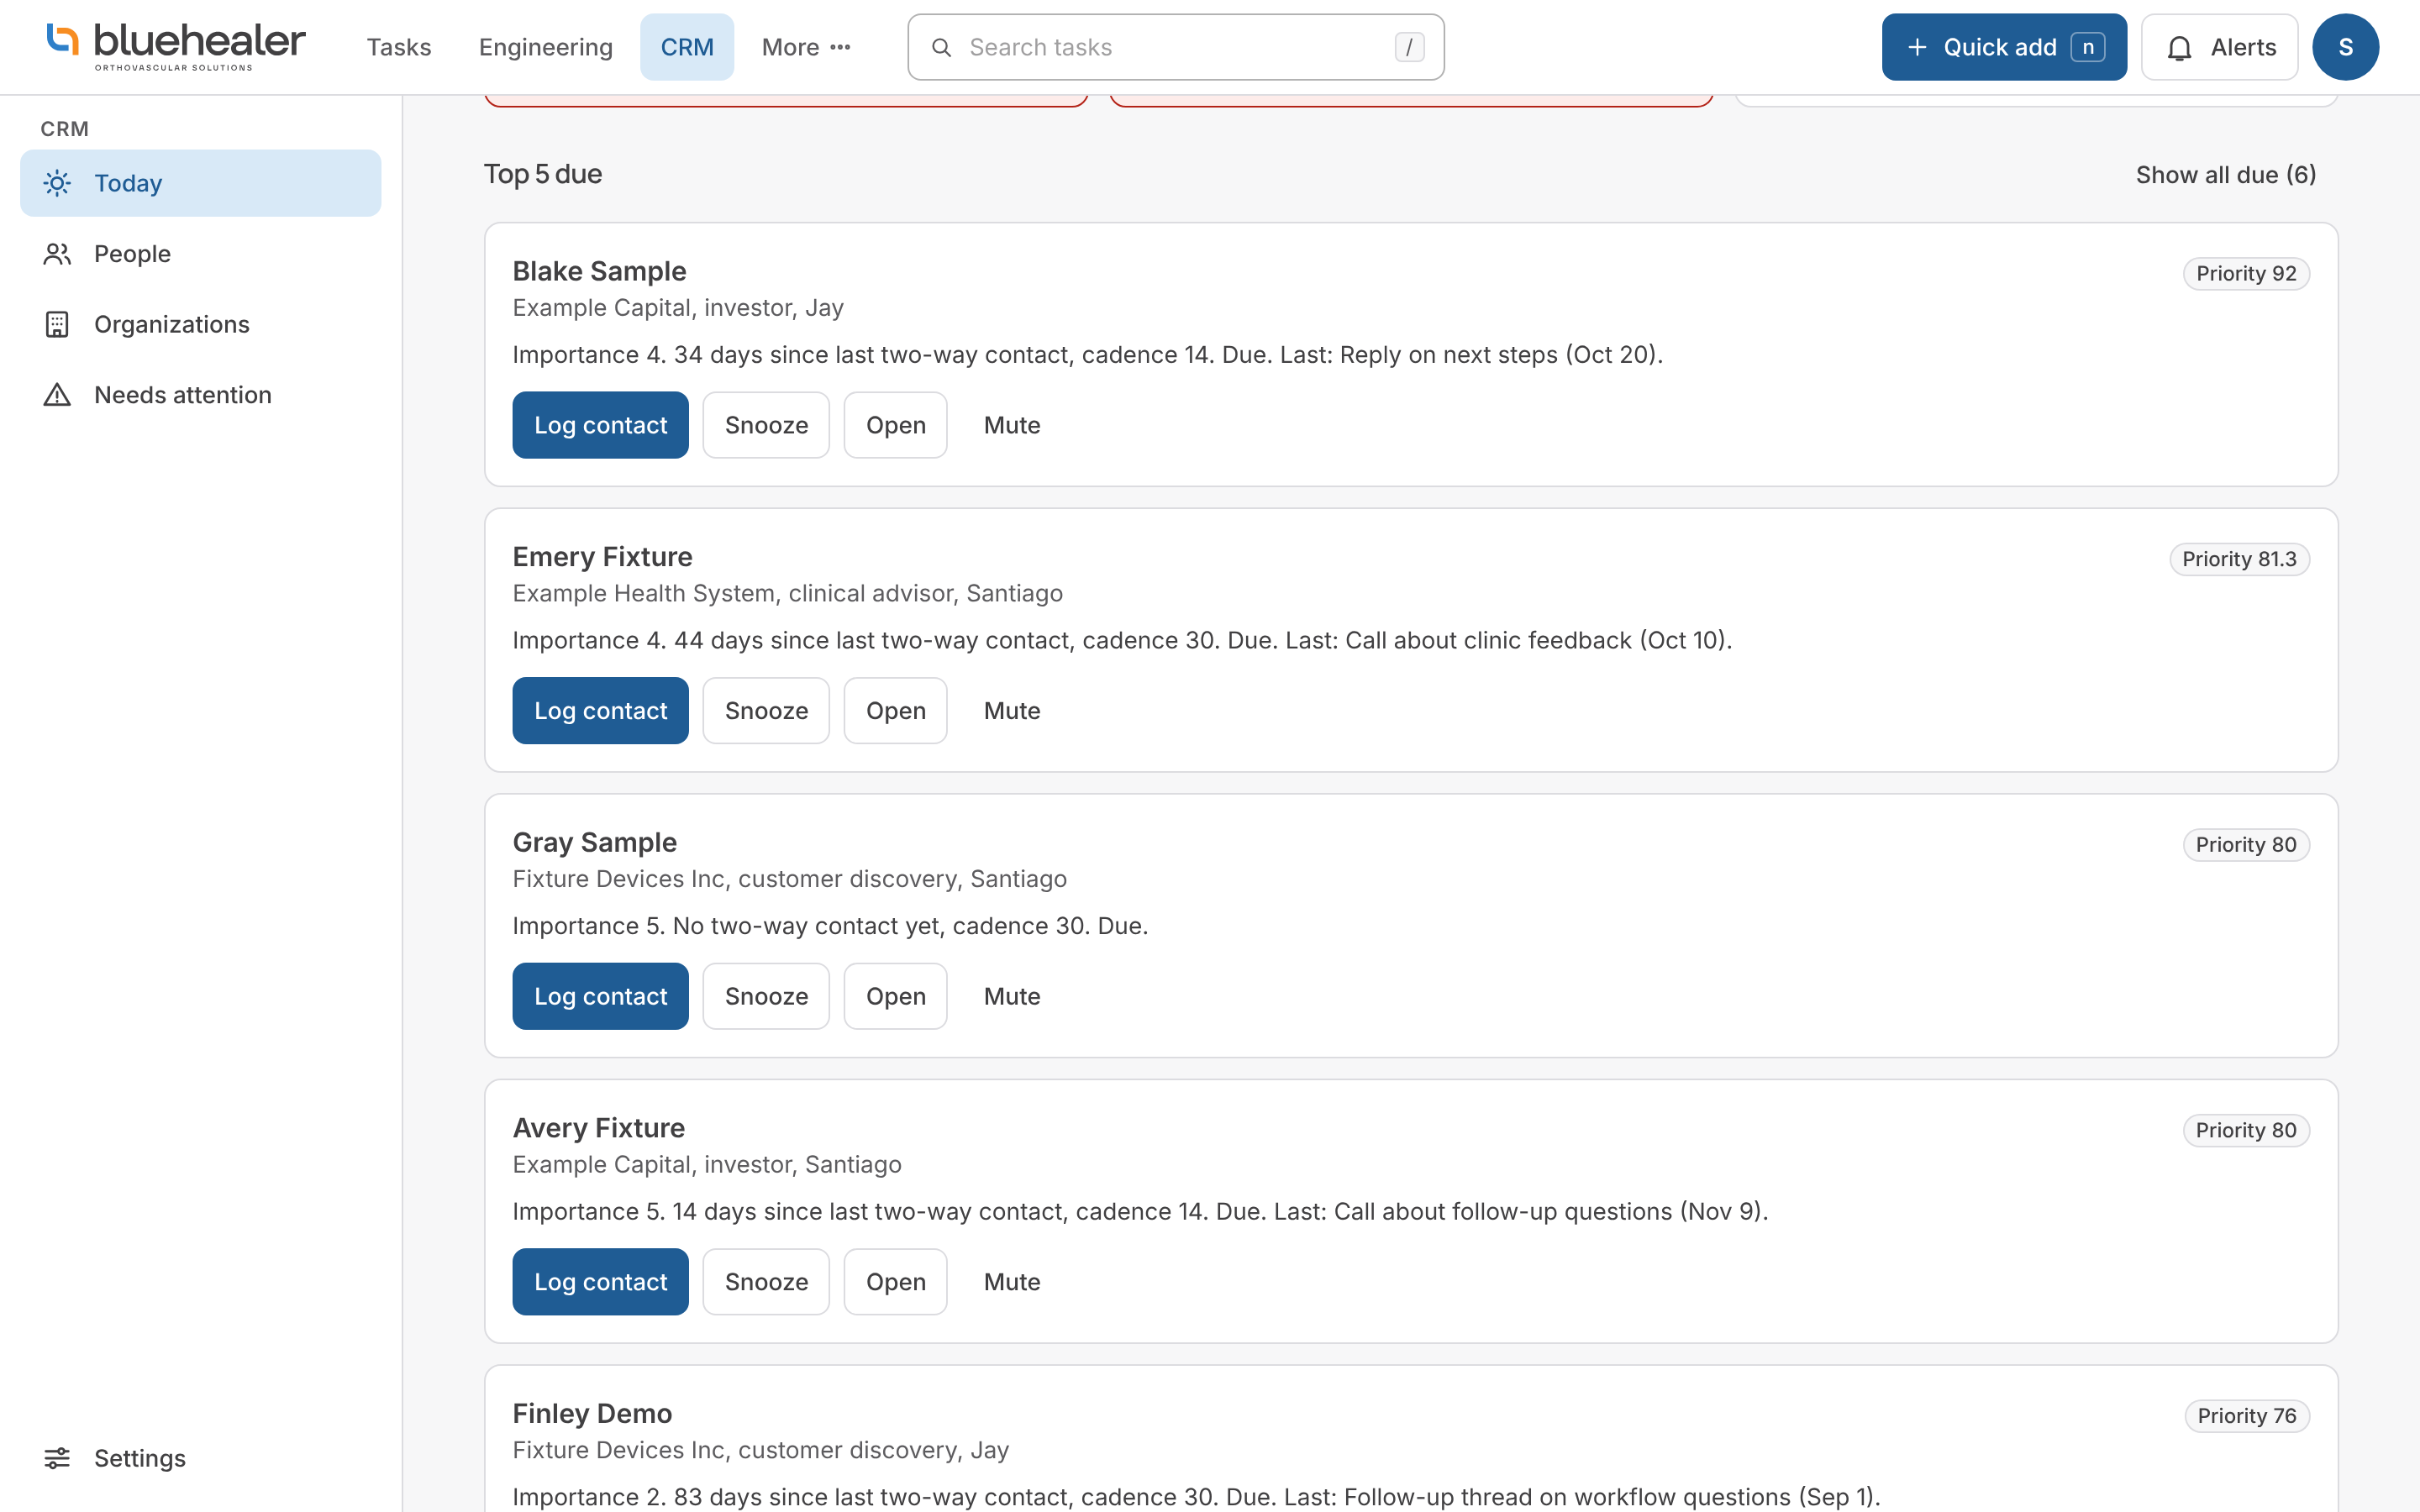 bluehealer
ORTHOVASCULAR SOLUTIONS
Tasks
Engineering
CRM
More
Search tasks
/
Quick add
n
Alerts
S
CRM
Today
People
Organizations
Needs attention
Settings
Top 5 due
Show all due (6)
Blake Sample
Priority 92
Example Capital, investor, Jay
Importance 4. 34 days since last two-way contact, cadence 14. Due. Last: Reply on next steps (Oct 20).
Log contact
Snooze
Open
Mute
Emery Fixture
Priority 81.3
Example Health System, clinical advisor, Santiago
Importance 4. 44 days since last two-way contact, cadence 30. Due. Last: Call about clinic feedback (Oct 10).
Log contact
Snooze
Open
Mute
Gray Sample
Priority 80
Fixture Devices Inc, customer discovery, Santiago
Importance 5. No two-way contact yet, cadence 30. Due.
Log contact
Snooze
Open
Mute
Avery Fixture
Priority 80
Example Capital, investor, Santiago
Importance 5. 14 days since last two-way contact, cadence 14. Due. Last: Call about follow-up questions (Nov 9).
Log contact
Snooze
Open
Mute
Finley Demo
Priority 76
Fixture Devices Inc, customer discovery, Jay
Importance 2. 83 days since last two-way contact, cadence 30. Due. Last: Follow-up thread on workflow questions (Sep 1).